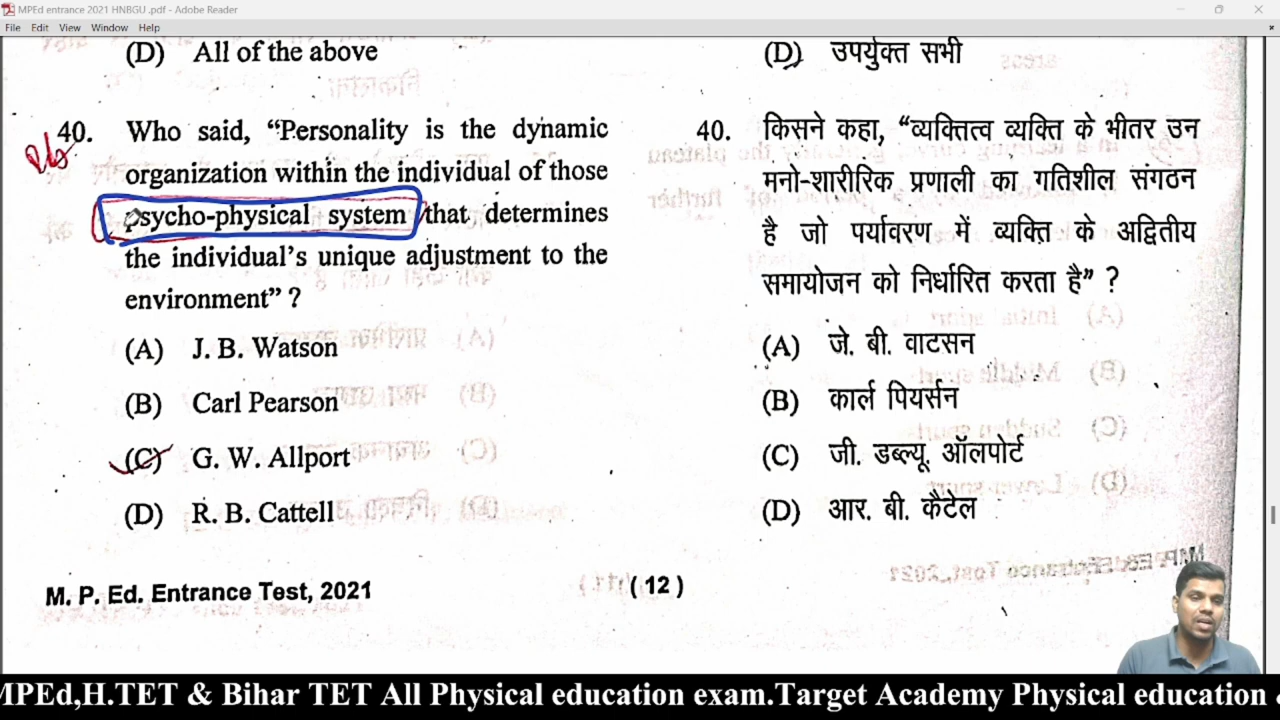 MPEd entrance 2021 HNBGU .pdf - Adobe Reader
File Edit View Window Help
(D) All of the above
40. Who said, “Personality is the dynamic
organization within the individual of those
psycho-physical system that determines
the individual’s unique adjustment to the
environment” ?
(A) J. B. Watson
(B) Carl Pearson
(C) G. W. Allport
(D) R. B. Cattell
(D) उपर्युक्त सभी
40. किसने कहा, “व्यक्तित्व व्यक्ति के भीतर उन
मनो-शारीरिक प्रणाली का गतिशील संगठन
है जो पर्यावरण में व्यक्ति के अद्वितीय
समायोजन को निर्धारित करता है” ?
(A) जे. बी. वाटसन
(B) कार्ल पियर्सन
(C) जी. डब्ल्यू. ऑलपोर्ट
(D) आर. बी. कैटेल
M. P. Ed. Entrance Test, 2021
( 12 )
MPEd,H.TET & Bihar TET All Physical education exam.Target Academy Physical education